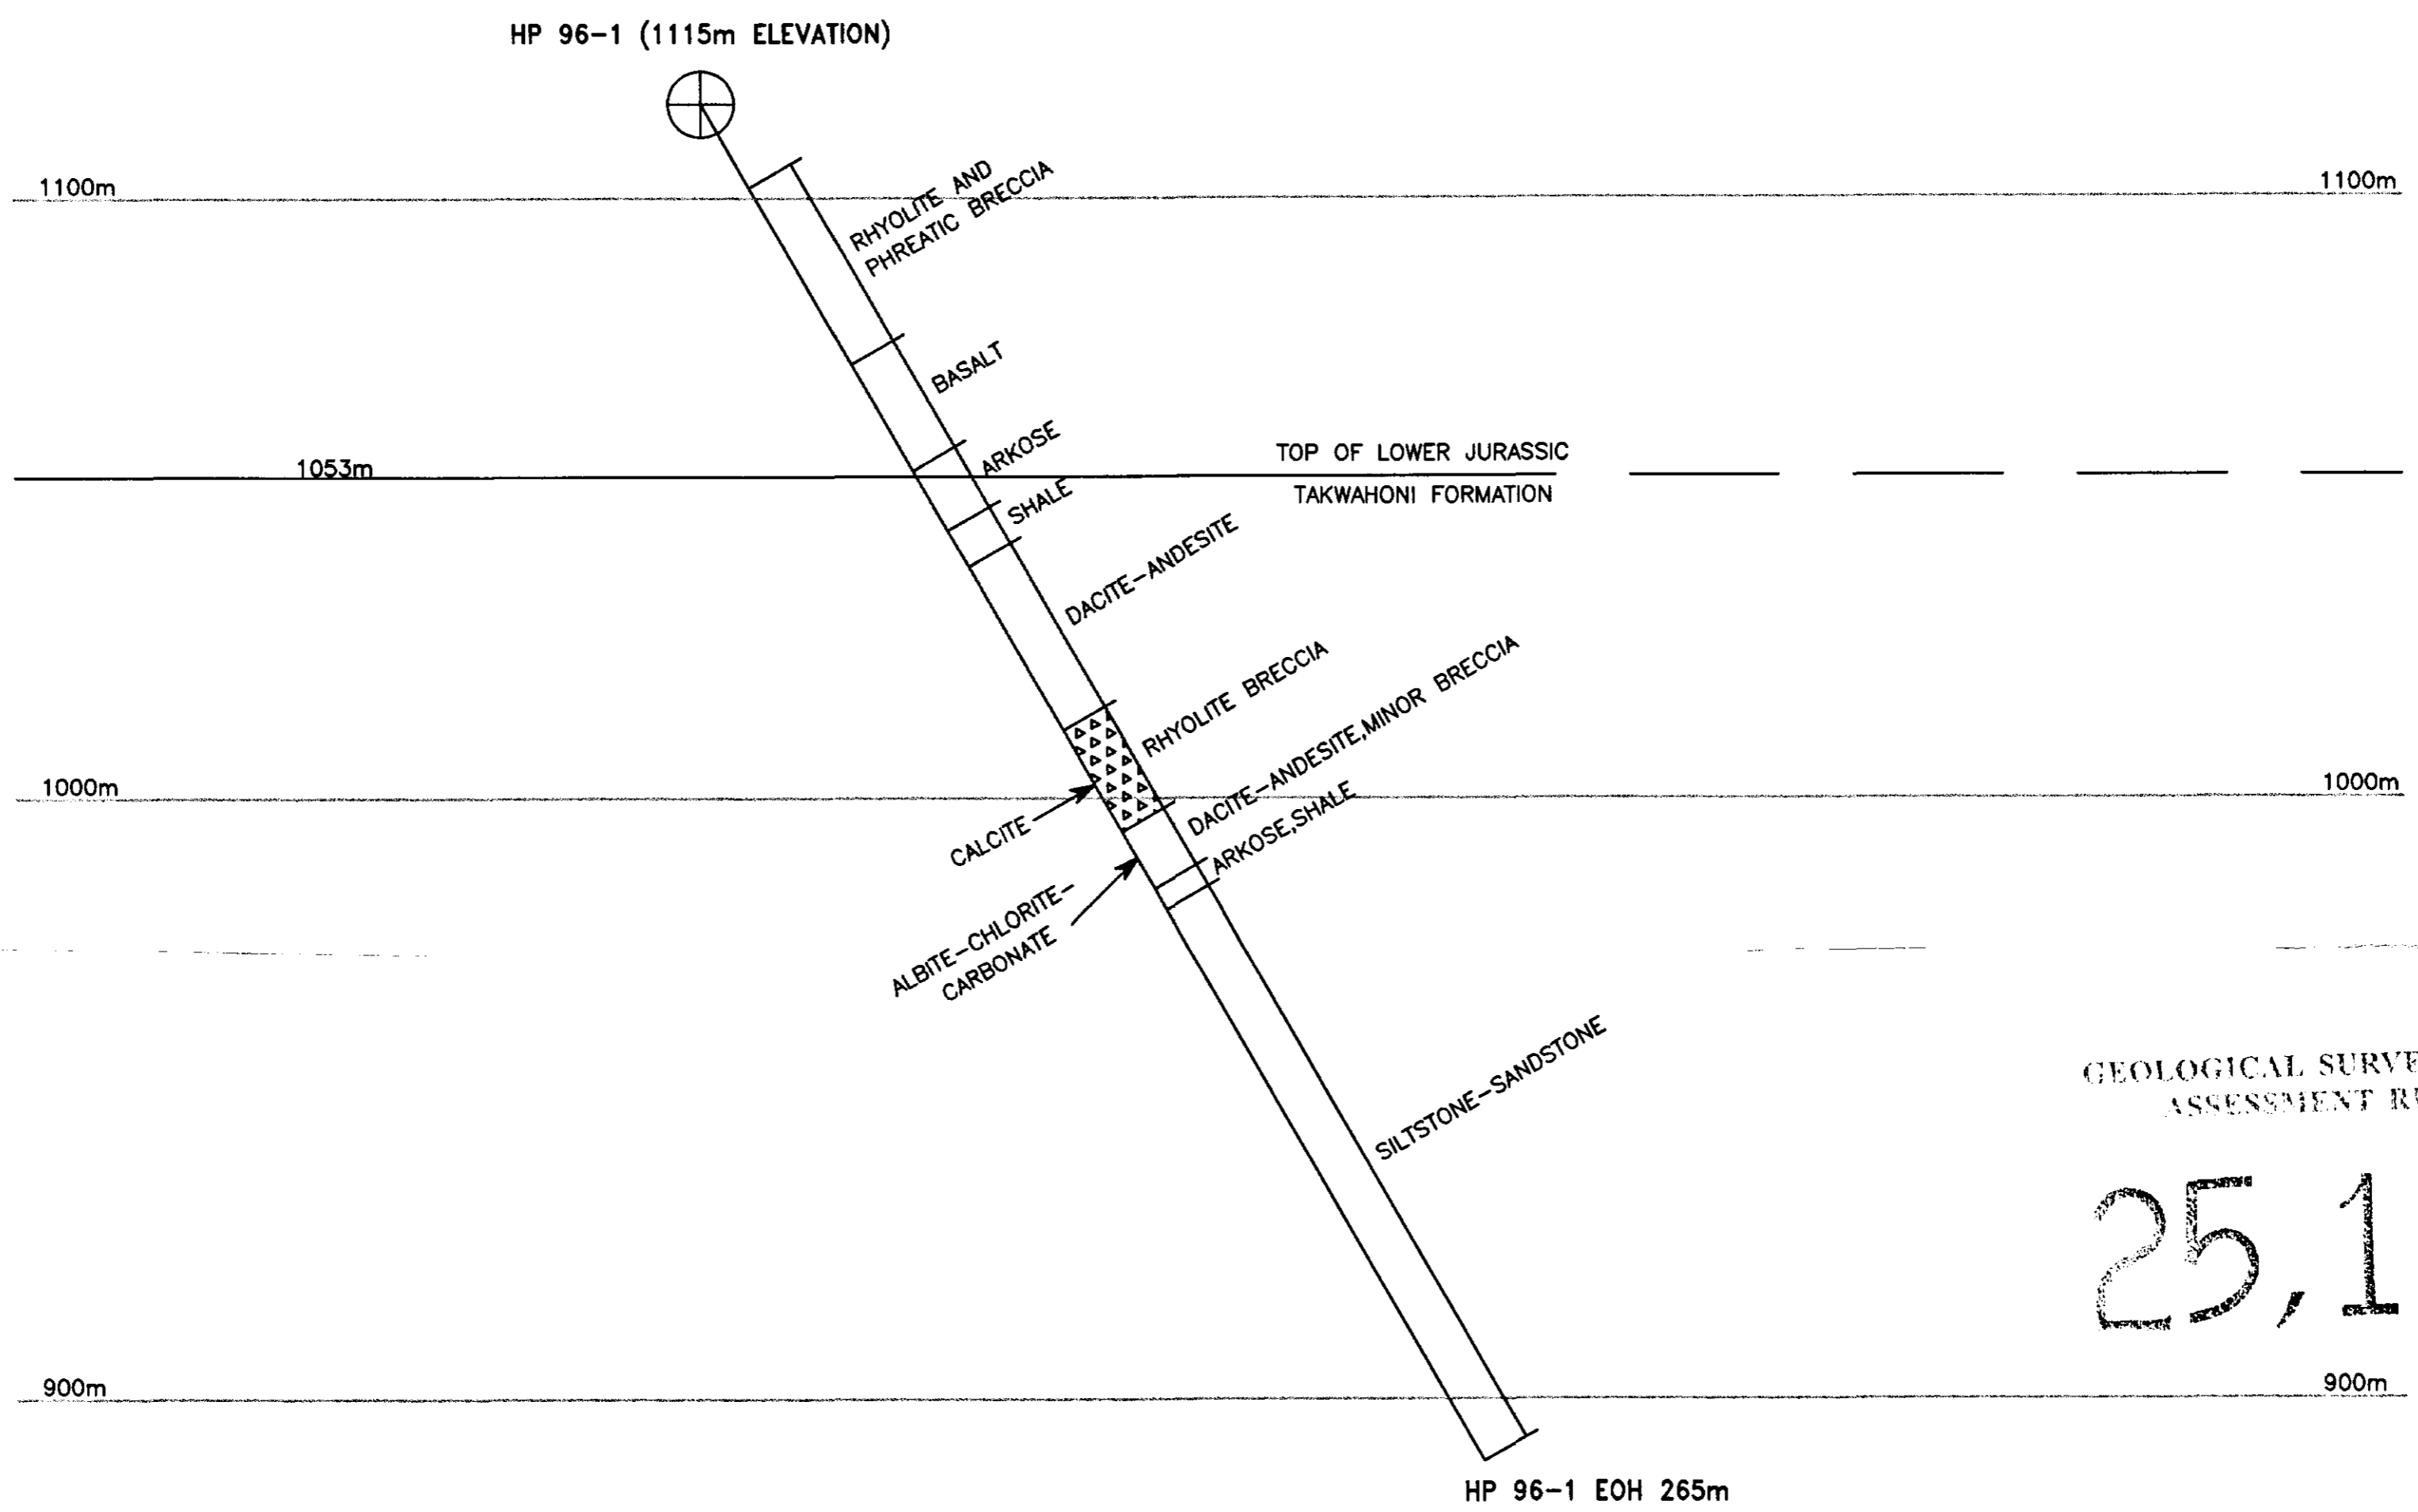 HP 96-1 (1115m ELEVATION)
1100m
1100m
RHYOLITE AND
PHREATIC BRECCIA
BASALT
ARKOSE
1053m
TOP OF LOWER JURASSIC
TAKWAHONI FORMATION
SHALE
DACITE-ANDESITE
RHYOLITE BRECCIA
DACITE-ANDESITE,MINOR BRECCIA
1000m
1000m
ARKOSE,SHALE
CALCITE
ALBITE-CHLORITE-
CARBONATE
SILTSTONE-SANDSTONE
GEOLOGICAL
ASSESSMENT
25,1
900m
900m
HP 96-1 EOH 265m